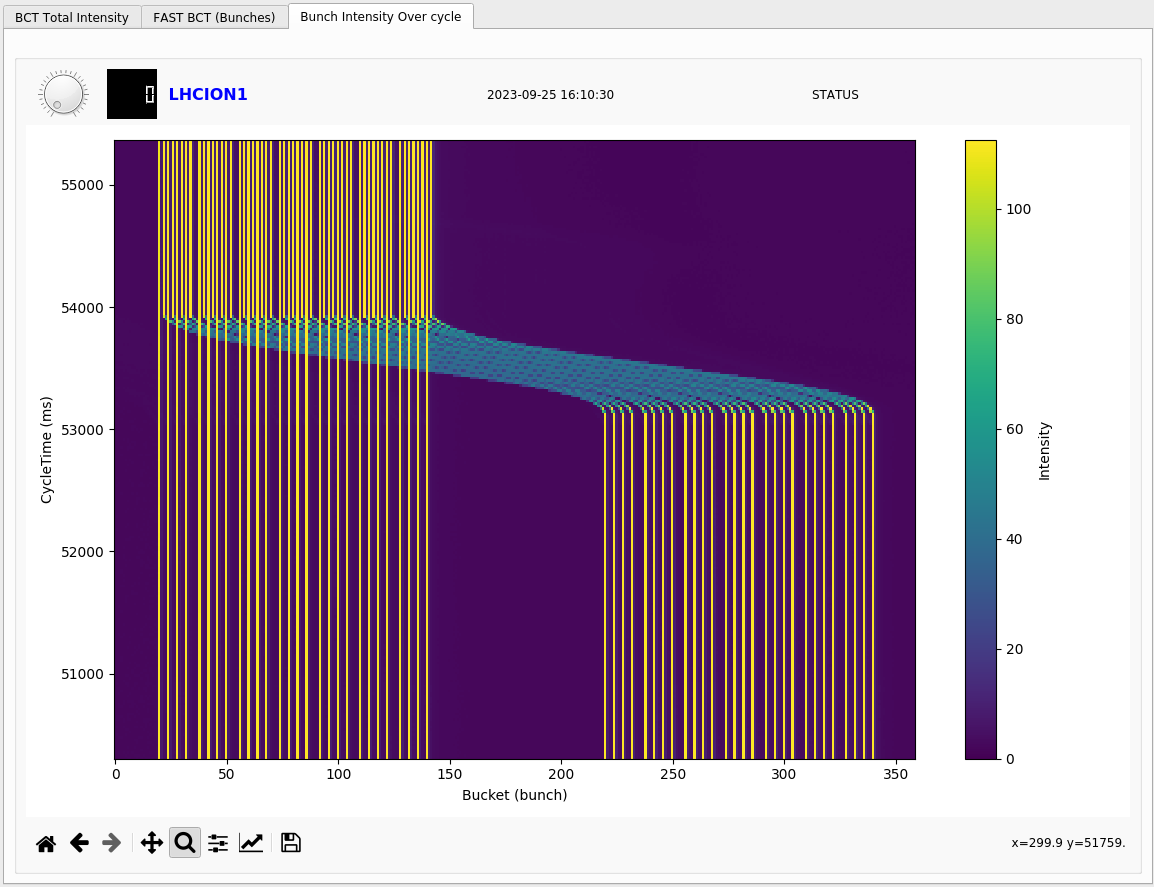 BCT Total Intensity FAST BCT (Bunches) Bunch Intensity Over cycle
0 LHCION1 2023-09-25 16:10:30 STATUS
55000
54000
53000
52000
51000
CycleTime (ms)
0 50 100 150 200 250 300 350
Bucket (bunch)
100
80
60
40
20
0
Intensity
x=299.9 y=51759.